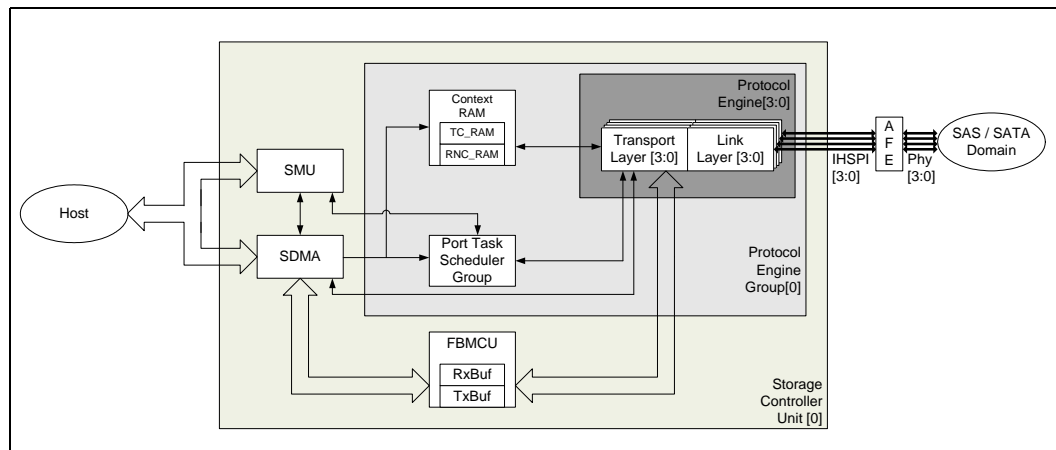 Host
SMU
SDMA
Context
RAM
TC_RAM
RNC_RAM
Port Task
Scheduler
Group
FBMCU
RxBuf
TxBuf
Protocol
Engine[3:0]
Transport
Layer [3:0]
Link
Layer [3:0]
Protocol
Engine
Group[0]
Storage
Controller
Unit [0]
IHSPI
[3:0]
A
F
E
Phy
[3:0]
SAS / SATA
Domain